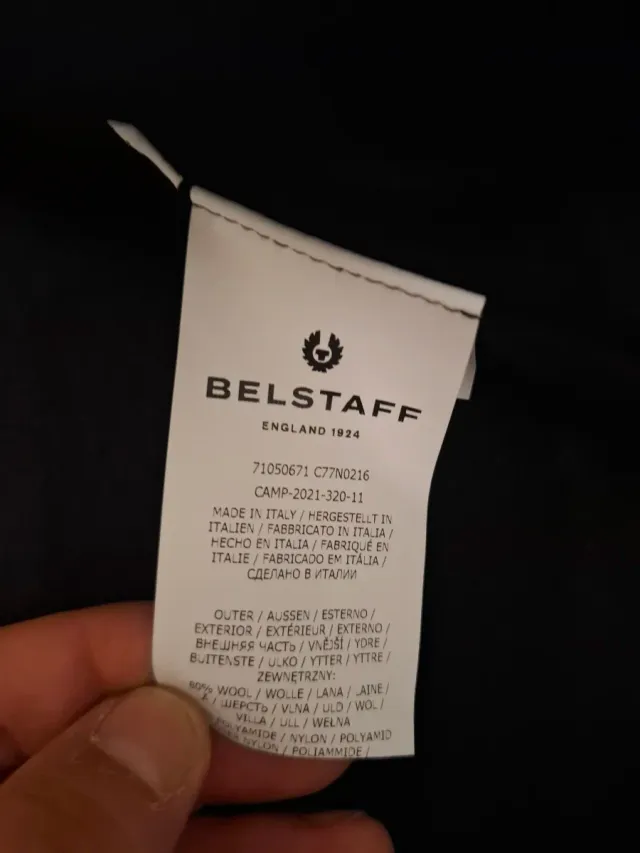 BELSTAFF
ENGLAND 1924
71050671 C77N0216
CAMP-2021-320-11
MADE IN ITALY / HERGESTELLT IN
ITALIEN / FABBRICATO IN ITALIA /
HECHO EN ITALIA / FABRIQUÉ EN
ITALIE / FABRICADO EM ITÁLIA /
СДЕЛАНО В ИТАЛИИ
OUTER / AUSSEN / ESTERNO /
EXTERIOR / EXTÉRIEUR / EXTERNO /
ВНЕШНЯЯ ЧАСТЬ / VNĚJŠÍ / YDRE /
BUITENSTE / ULKO / YTTER / YTTRE /
ZEWNĘTRZNY:
80% WOOL / WOLLE / LANA / LAINE /
/ ШЕРСТЬ / VLNA / ULD / WOL /
VILLA / ULL / WEŁNA
/ NYLON / POLYAMID
NYLON / POLIAMMIDE /